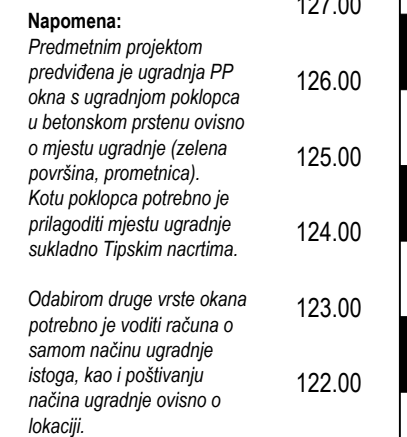 Napomena:
Predmetnim projektom
predviđena je ugradnja PP
okna s ugradnjom poklopca
u betonskom prstenu ovisno
o mjestu ugradnje (zelena
površina, prometnica).
Kotu poklopca potrebno je
prilagoditi mjestu ugradnje
sukladno Tipskim nacrtima.
Odabirom druge vrste okana
potrebno je voditi računa o
samom načinu ugradnje
istoga, kao i poštivanju
načina ugradnje ovisno o
lokaciji.
127.00
126.00
125.00
124.00
123.00
122.00